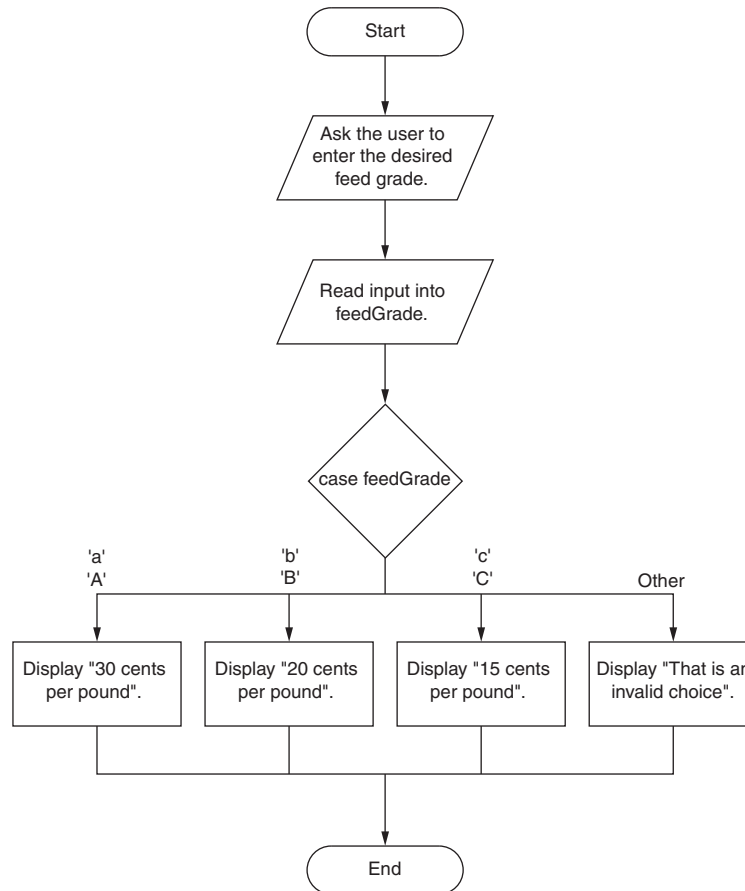 Start
Ask the user to
enter the desired
feed grade.
Read input into
feedGrade.
case feedGrade
'a'
'A'
'b'
'B'
'c'
'C'
Other
Display "30 cents
per pound".
Display "20 cents
per pound".
Display "15 cents
per pound".
Display "That is an
invalid choice".
End